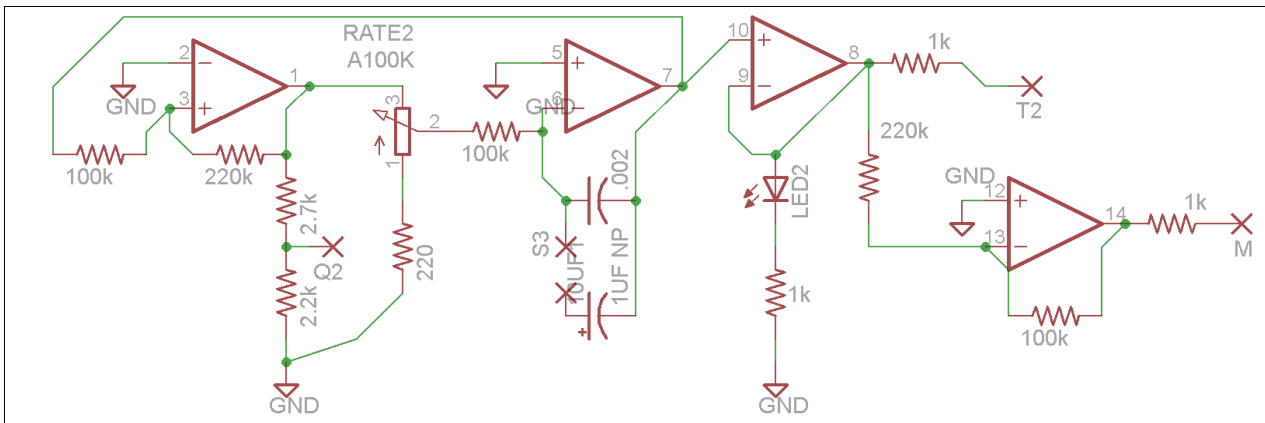 RATE2
A100K
2
1
GND
3
100k
220k
2.7k
Q2
2.2k
GND
3
2
1
220
100k
5
7
GND
6
.002
S3
10UF
1UF NP
10
8
9
1k
T2
LED2
1k
GND
220k
GND
12
14
13
1k
M
100k